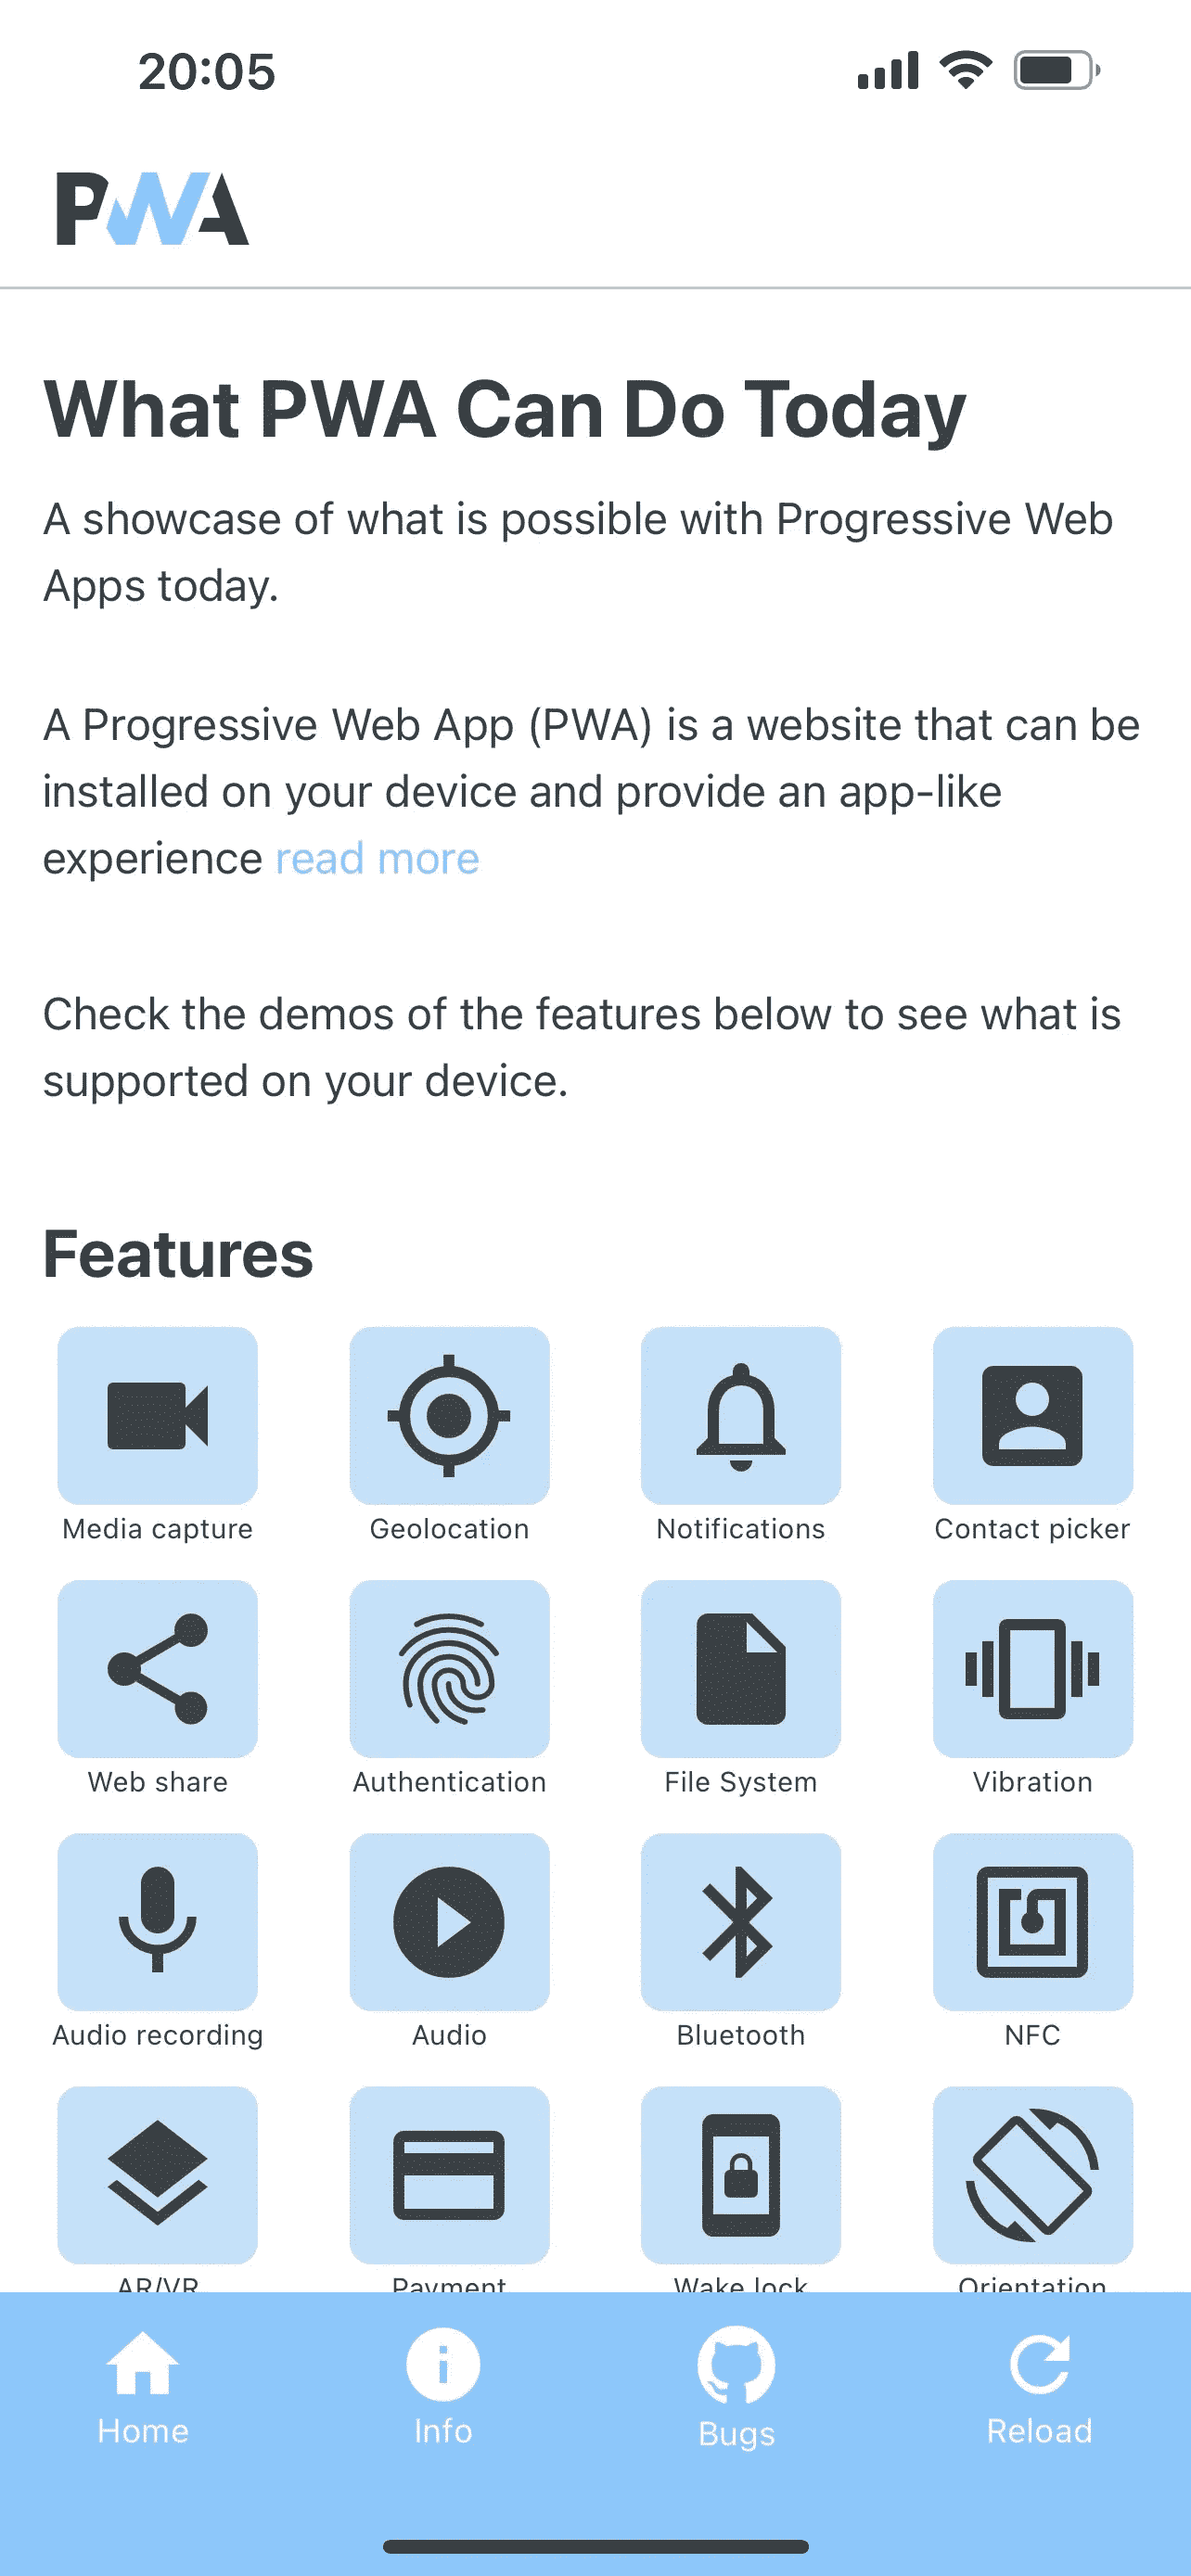 20:05
PWA
What PWA Can Do Today
A showcase of what is possible with Progressive Web
Apps today.
A Progressive Web App (PWA) is a website that can be
installed on your device and provide an app-like
experience read more
Check the demos of the features below to see what is
supported on your device.
Features
Media capture Geolocation Notifications Contact picker
Web share Authentication File System Vibration
Audio recording Audio Bluetooth NFC
AR/VR Payment Wake lock Orientation
Home Info Bugs Reload